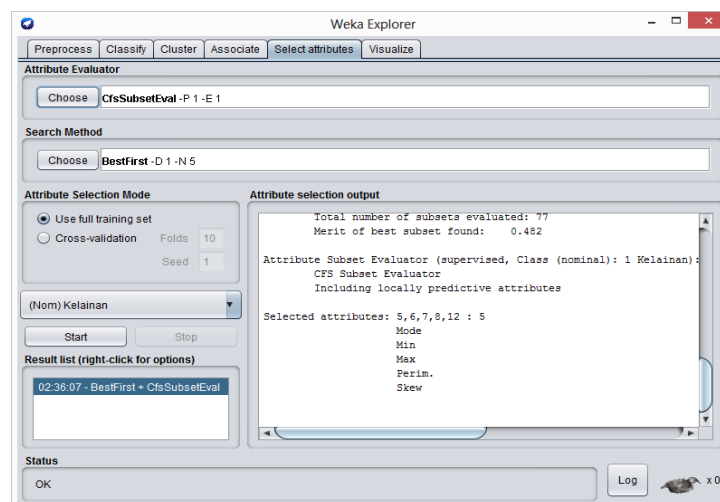 Weka Explorer
Preprocess Classify Cluster Associate Select attributes Visualize
Attribute Evaluator
Choose CfsSubsetEval -P 1 -E 1
Search Method
Choose BestFirst -D 1 -N 5
Attribute Selection Mode
Use full training set
Cross-validation Folds 10
Seed 1
(Nom) Kelainan
Start Stop
Result list (right-click for options)
02:36:07 - BestFirst + CfsSubsetEval
Attribute selection output
Total number of subsets evaluated: 77
Merit of best subset found: 0.482
Attribute Subset Evaluator (supervised, Class (nominal): 1 Kelainan):
CFS Subset Evaluator
Including locally predictive attributes
Selected attributes: 5,6,7,8,12 : 5
Mode
Min
Max
Perim.
Skew
Status
OK
Log
x 0